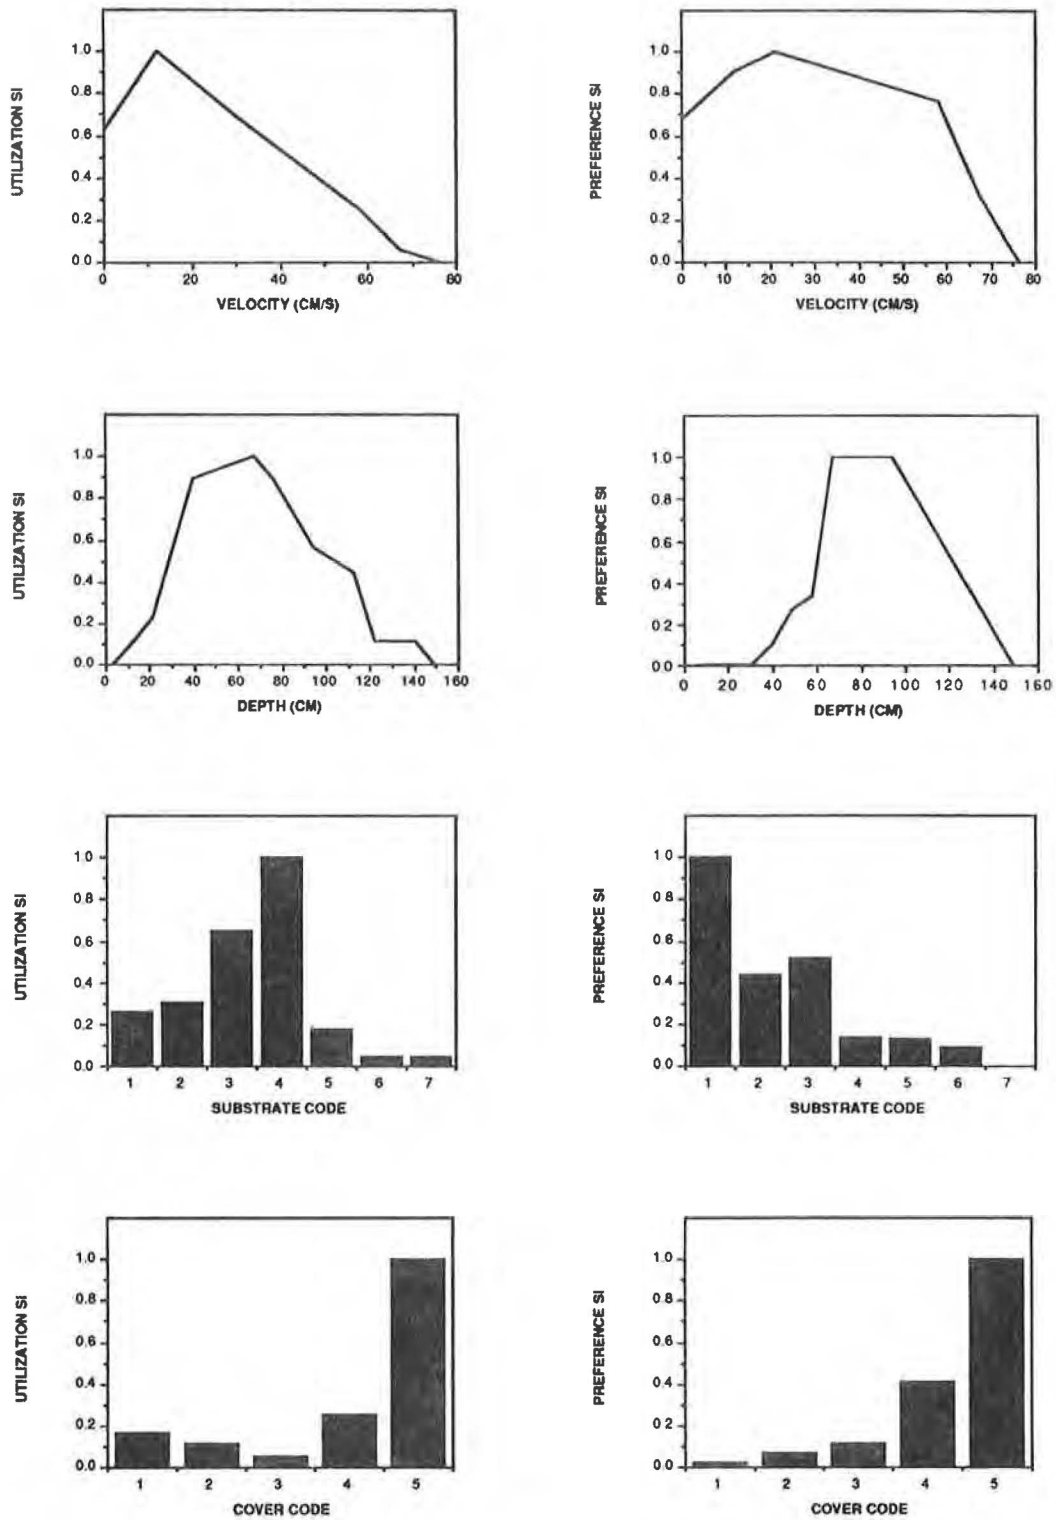 UTILIZATION SI
1.0
0.8
0.6
0.4
0.2
0.0
0 20 40 60 80
VELOCITY (CM/S)
PREFERENCE SI
1.0
0.8
0.6
0.4
0.2
0.0
0 10 20 30 40 50 60 70 80
VELOCITY (CM/S)
UTILIZATION SI
1.0
0.8
0.6
0.4
0.2
0.0
0 20 40 60 80 100 120 140 160
DEPTH (CM)
PREFERENCE SI
1.0
0.8
0.6
0.4
0.2
0.0
0 20 40 60 80 100 120 140 160
DEPTH (CM)
UTILIZATION SI
1.0
0.8
0.6
0.4
0.2
0.0
1 2 3 4 5 6 7
SUBSTRATE CODE
PREFERENCE SI
1.0
0.8
0.6
0.4
0.2
0.0
1 2 3 4 5 6 7
SUBSTRATE CODE
UTILIZATION SI
1.0
0.8
0.6
0.4
0.2
0.0
1 2 3 4 5
COVER CODE
PREFERENCE SI
1.0
0.8
0.6
0.4
0.2
0.0
1 2 3 4 5
COVER CODE